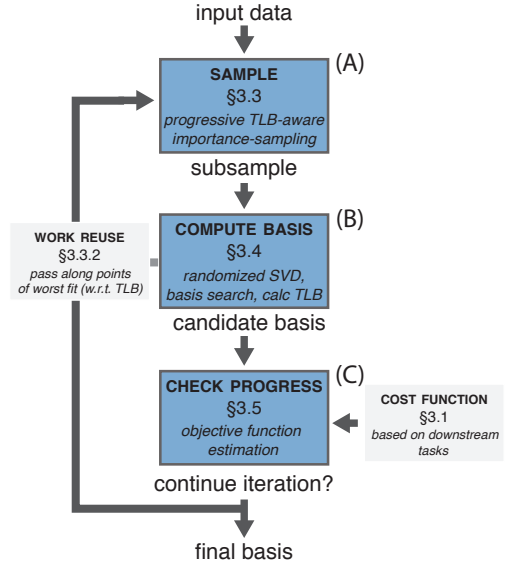 input data
(A)
SAMPLE
§3.3
progressive TLB-aware
importance-sampling
subsample
(B)
COMPUTE BASIS
§3.4
randomized SVD,
basis search, calc TLB
WORK REUSE
§3.3.2
pass along points
of worst fit (w.r.t. TLB)
candidate basis
(C)
CHECK PROGRESS
§3.5
objective function
estimation
COST FUNCTION
§3.1
based on downstream
tasks
continue iteration?
final basis